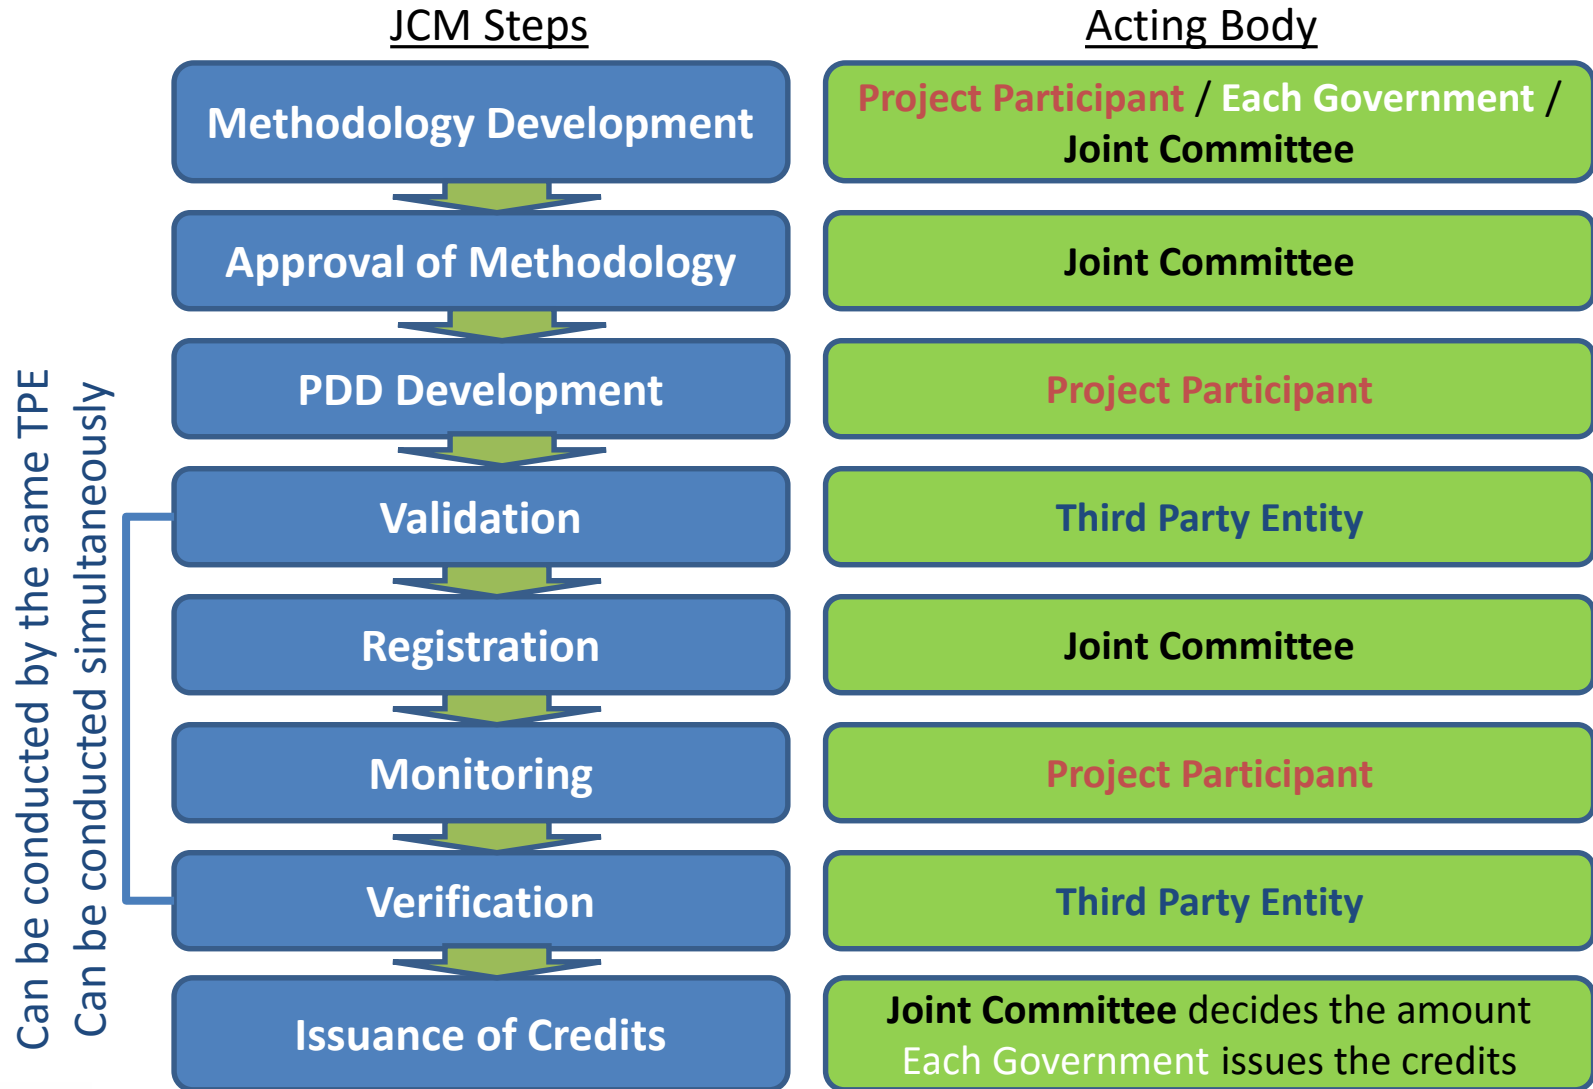 JCM Steps
Acting Body
Methodology Development
Project Participant / Each Government /
Joint Committee
Approval of Methodology
Joint Committee
PDD Development
Project Participant
Validation
Third Party Entity
Registration
Joint Committee
Monitoring
Project Participant
Verification
Third Party Entity
Issuance of Credits
Joint Committee decides the amount
Each Government issues the credits
Can be conducted by the same TPE
Can be conducted simultaneously